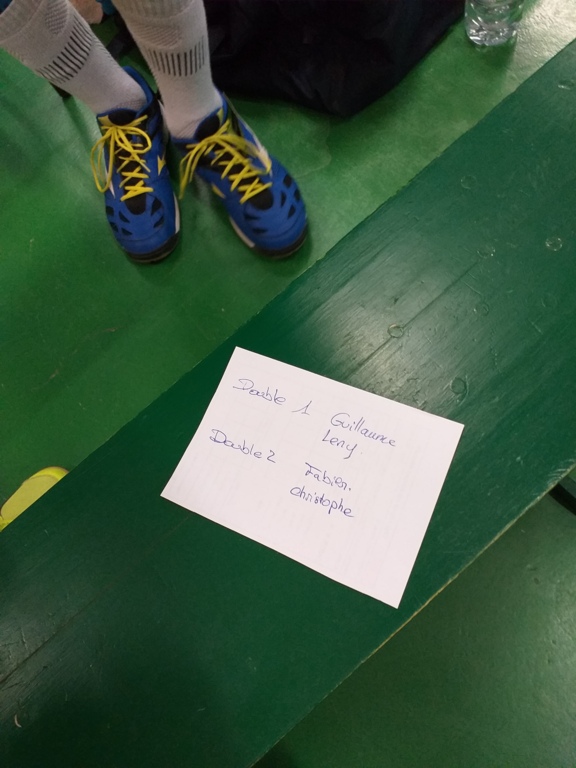 Double 1 Guillaume
Leny.
Double 2 Fabien.
christophe